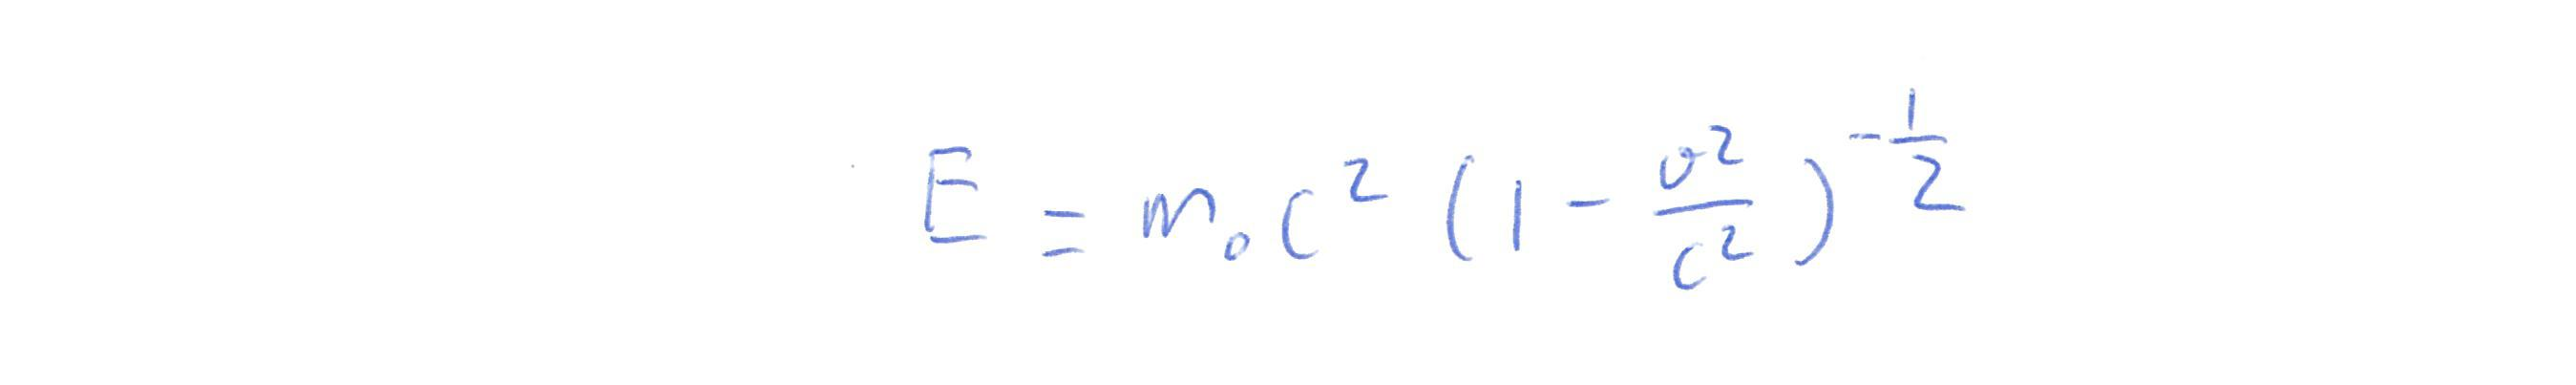 E = m₀c² (1 - v²/c²)^(-1/2)